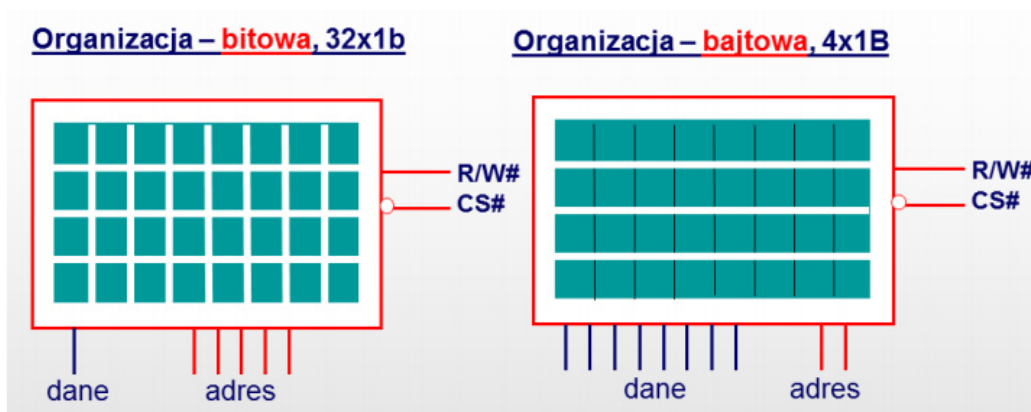 Organizacja – bitowa, 32x1b
R/W#
CS#
dane
adres
Organizacja – bajtowa, 4x1B
R/W#
CS#
dane
adres